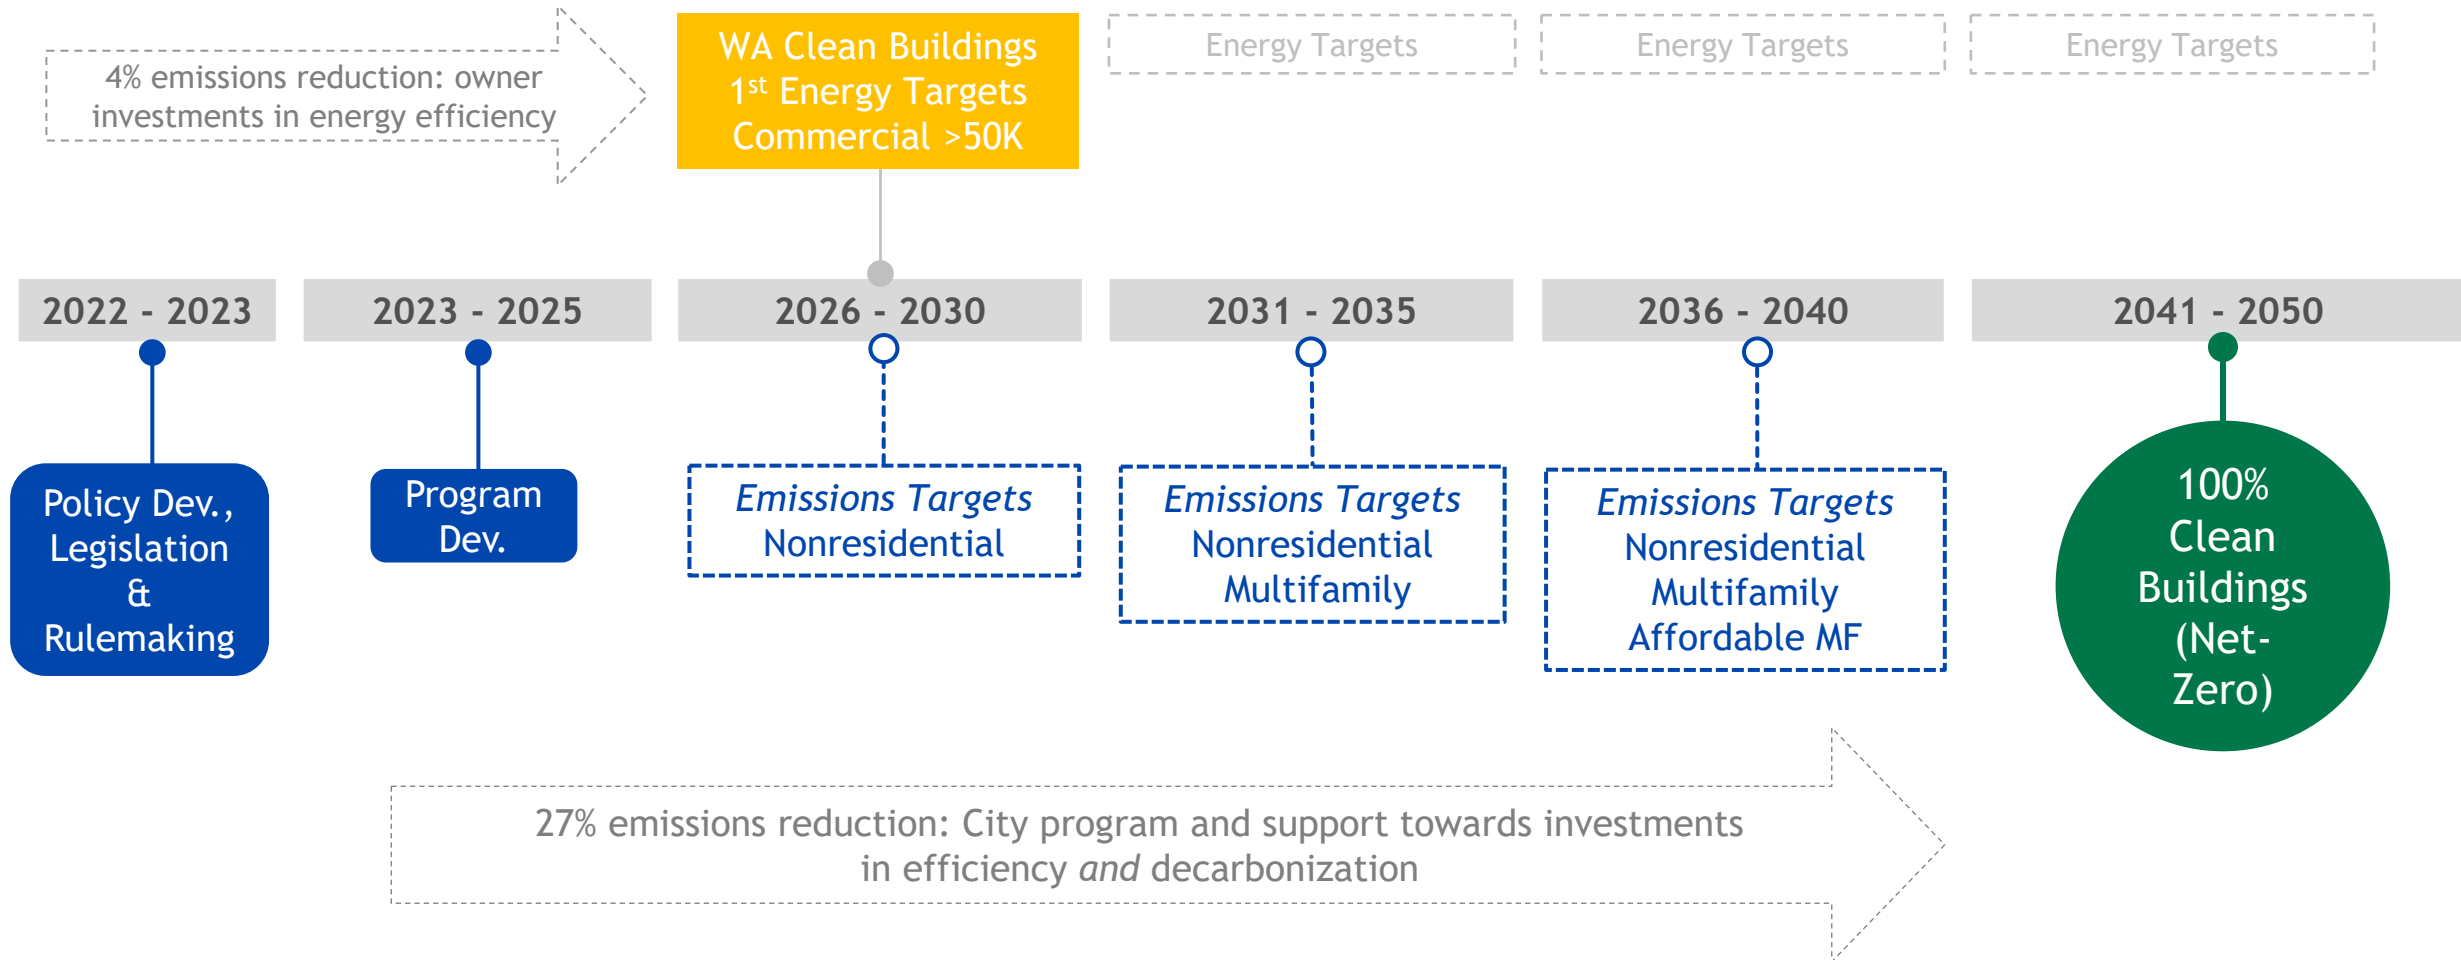 4% emissions reduction: owner
investments in energy efficiency
WA Clean Buildings
1st Energy Targets
Commercial >50K
Energy Targets
Energy Targets
Energy Targets
2022 - 2023
2023 - 2025
2026 - 2030
2031 - 2035
2036 - 2040
2041 - 2050
Policy Dev.,
Legislation
&
Rulemaking
Program
Dev.
Emissions Targets
Nonresidential
Emissions Targets
Nonresidential
Multifamily
Emissions Targets
Nonresidential
Multifamily
Affordable MF
100%
Clean
Buildings
(Net-
Zero)
27% emissions reduction: City program and support towards investments
in efficiency and decarbonization